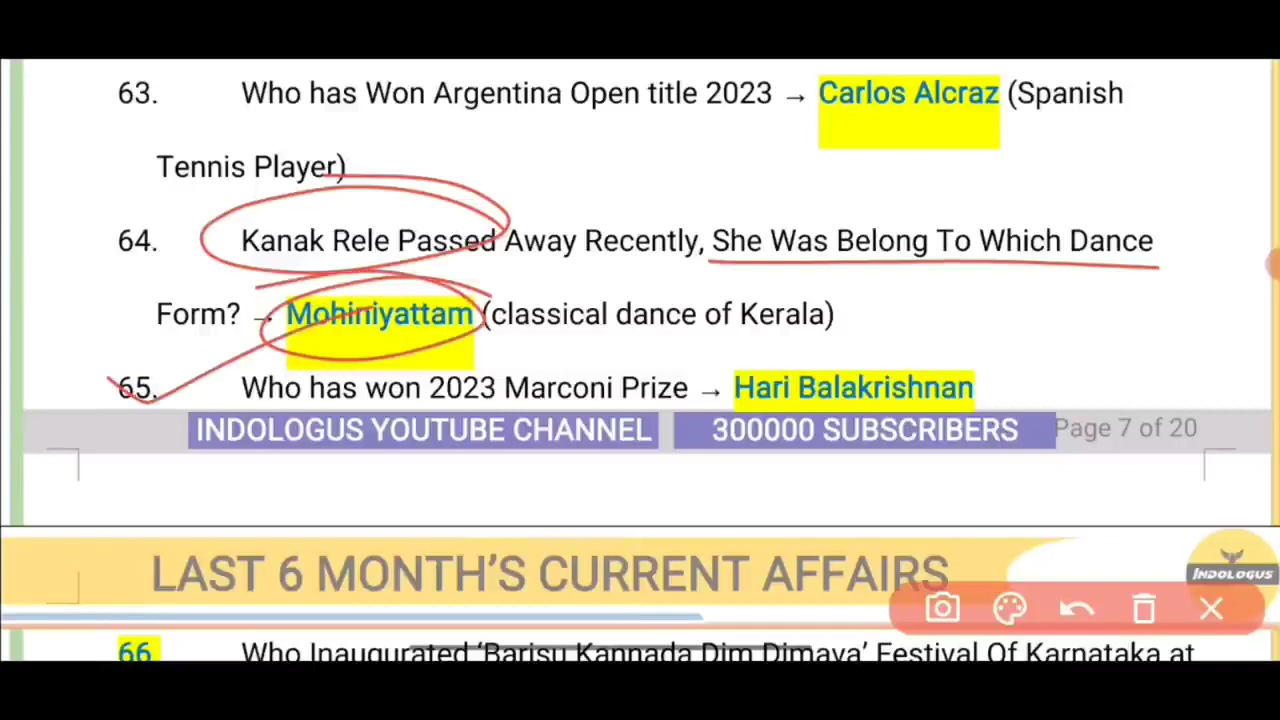 63. Who has Won Argentina Open title 2023 → Carlos Alcraz (Spanish
Tennis Player)
64. Kanak Rele Passed Away Recently, She Was Belong To Which Dance
Form? → Mohiniyattam (classical dance of Kerala)
65. Who has won 2023 Marconi Prize → Hari Balakrishnan
INDOLOGUS YOUTUBE CHANNEL 300000 SUBSCRIBERS Page 7 of 20
LAST 6 MONTH’S CURRENT AFFAIRS
INDOLOGUS
66. Who Inaugurated ‘Barisu Kannada Dim Dimava’ Festival Of Karnataka at